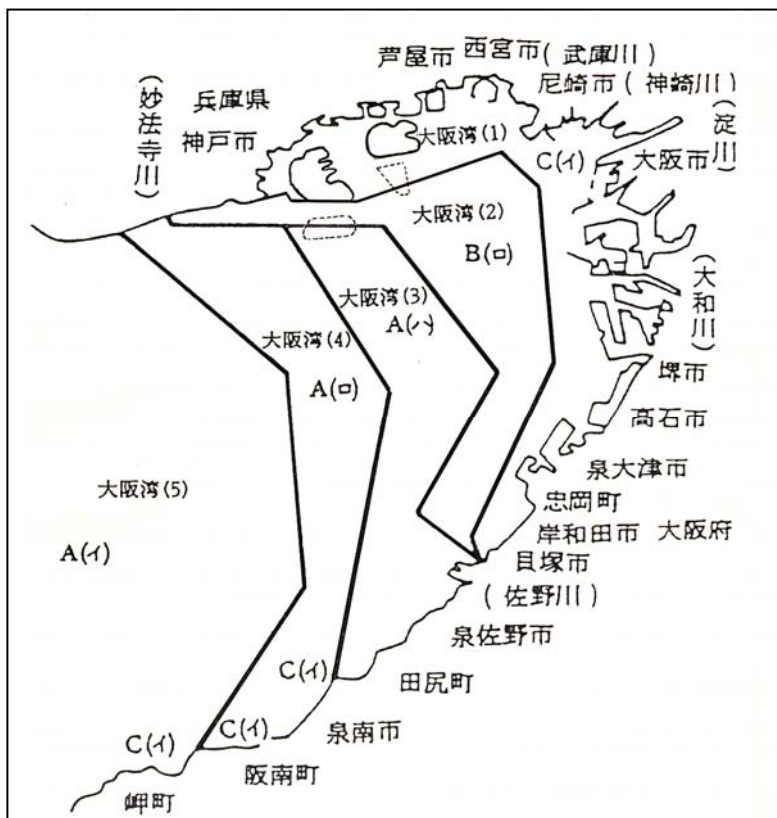 芦屋市
西宮市(武庫川)
尼崎市(神崎川)
(淀川)
(妙法寺川)
兵庫県
神戸市
大阪湾(1)
C(イ)
大阪市
大阪湾(2)
B(ロ)
(大和川)
大阪湾(3)
A(ハ)
大阪湾(4)
A(ロ)
堺市
高石市
大阪湾(5)
泉大津市
忠岡町
A(イ)
岸和田市
大阪府
貝塚市
(佐野川)
泉佐野市
C(イ)
田尻町
C(イ)
泉南市
C(イ)
阪南町
岬町